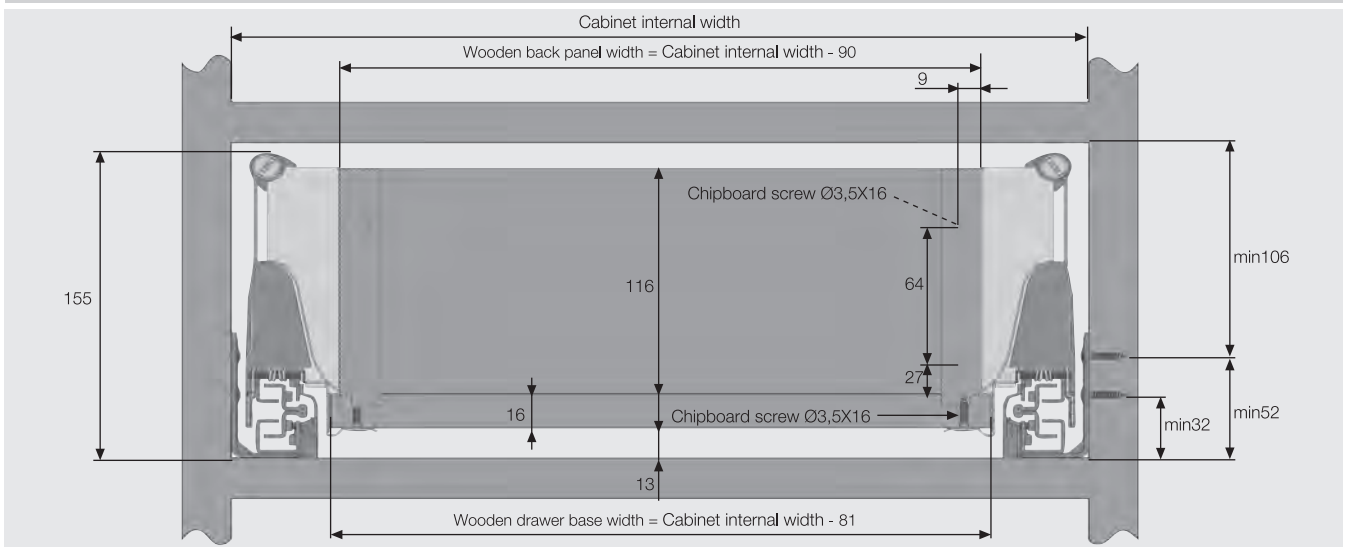 Cabinet internal width
Wooden back panel width = Cabinet internal width - 90
9
Chipboard screw Ø3,5X16
155
116
64
min106
27
16
Chipboard screw Ø3,5X16
min32
min52
13
Wooden drawer base width = Cabinet internal width - 81